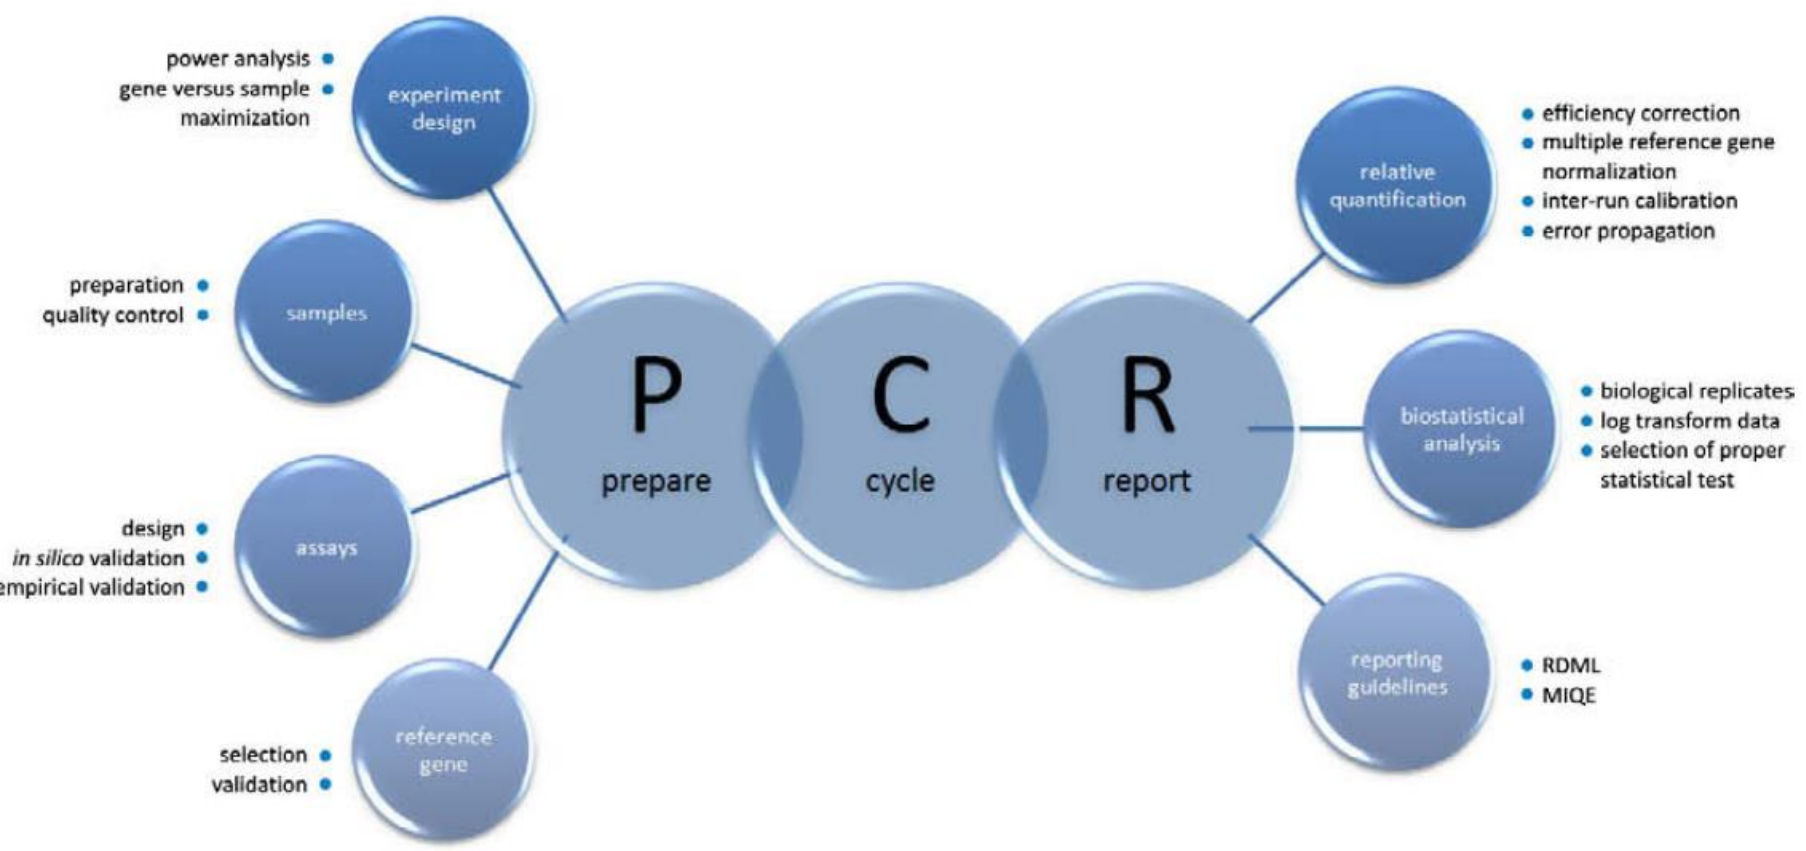 power analysis
gene versus sample
maximization
experiment
design
preparation
quality control
samples
design
in silico validation
empirical validation
assays
selection
validation
reference
gene
P
prepare
C
cycle
R
report
relative
quantification
efficiency correction
multiple reference gene
normalization
inter-run calibration
error propagation
biostatistical
analysis
biological replicates
log transform data
selection of proper
statistical test
reporting
guidelines
RDML
MIQE